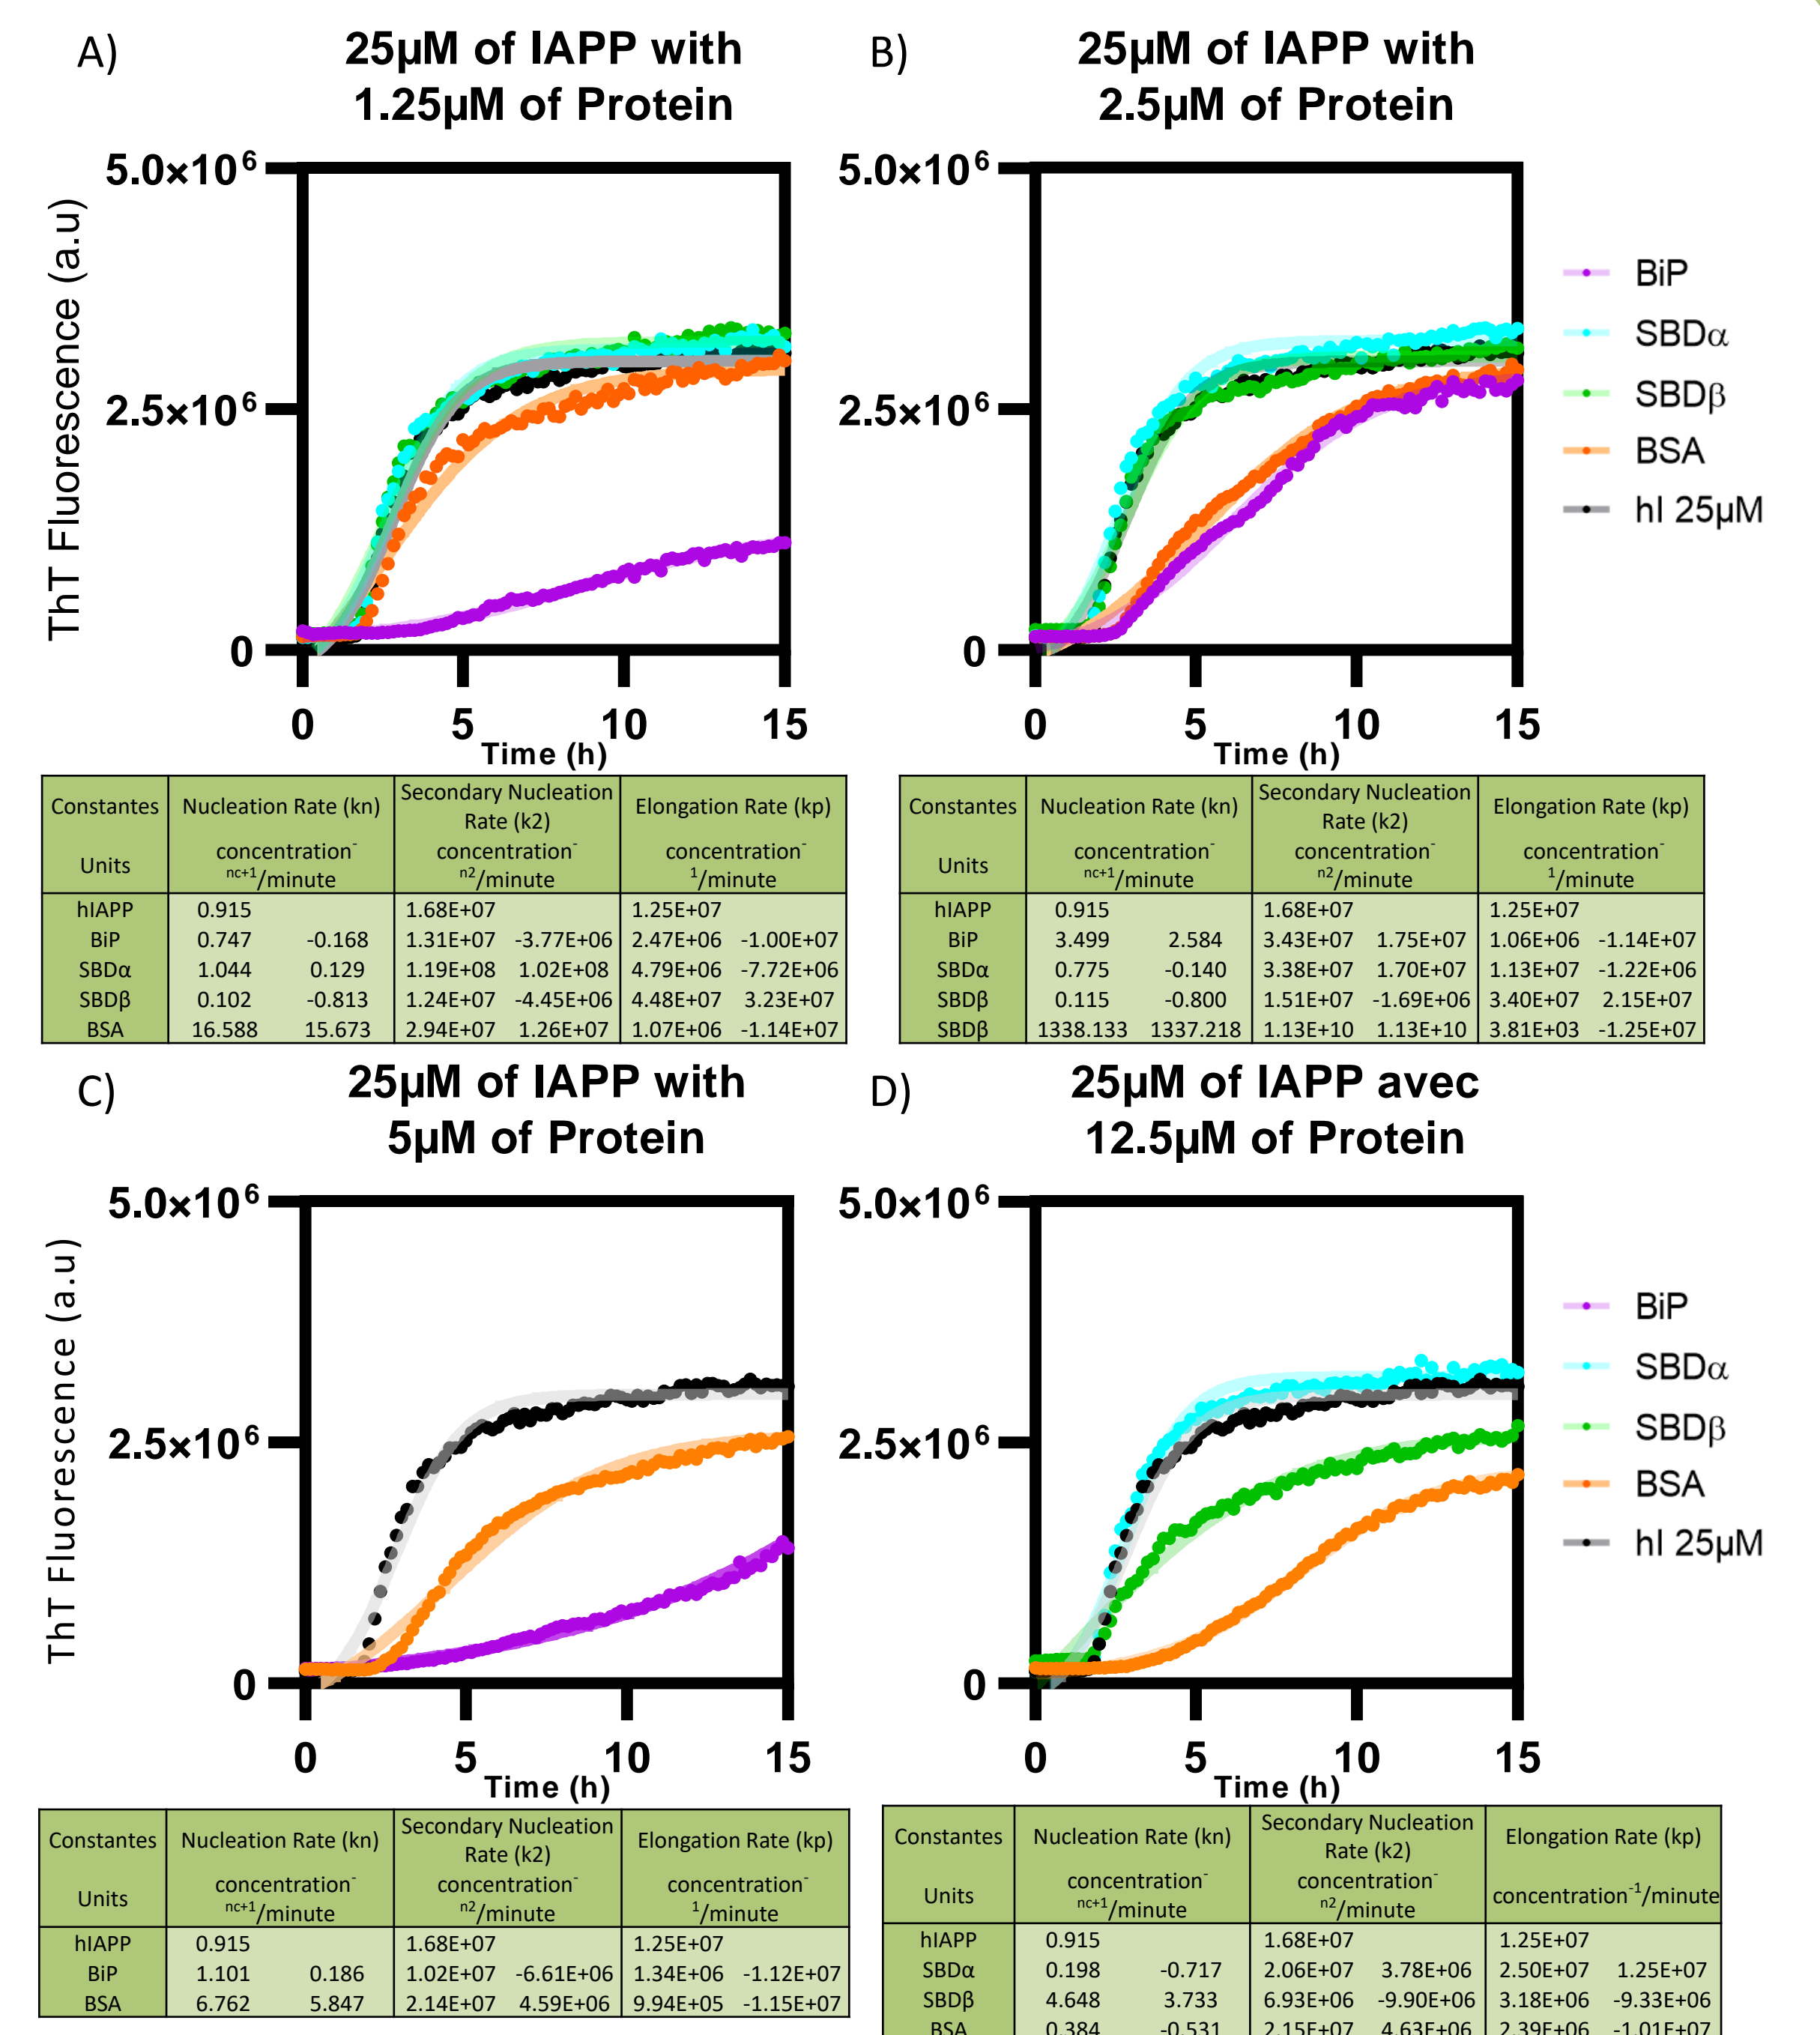 A)
25µM of IAPP with
1.25µM of Protein
B)
25µM of IAPP with
2.5µM of Protein
ThT Fluorescence (a.u)
5.0×10⁶
2.5×10⁶
0
0 5 10 15
Time (h)
5.0×10⁶
2.5×10⁶
0
0 5 10 15
Time (h)
BiP
SBDα
SBDβ
BSA
hI 25µM
Constantes Nucleation Rate (kn) Secondary Nucleation Rate (k2) Elongation Rate (kp)
Units concentration⁻ⁿᶜ⁺¹/minute concentration⁻ⁿ²/minute concentration⁻¹/minute
hIAPP 0.915 1.68E+07 1.25E+07
BiP 0.747 -0.168 1.31E+07 -3.77E+06 2.47E+06 -1.00E+07
SBDα 1.044 0.129 1.19E+08 1.02E+08 4.79E+06 -7.72E+06
SBDβ 0.102 -0.813 1.24E+07 -4.45E+06 4.48E+07 3.23E+07
BSA 16.588 15.673 2.94E+07 1.26E+07 1.07E+06 -1.14E+07
Constantes Nucleation Rate (kn) Secondary Nucleation Rate (k2) Elongation Rate (kp)
Units concentration⁻ⁿᶜ⁺¹/minute concentration⁻ⁿ²/minute concentration⁻¹/minute
hIAPP 0.915 1.68E+07 1.25E+07
BiP 3.499 2.584 3.43E+07 1.75E+07 1.06E+06 -1.14E+07
SBDα 0.775 -0.140 3.38E+07 1.70E+07 1.13E+07 -1.22E+06
SBDβ 0.115 -0.800 1.51E+07 -1.69E+06 3.40E+07 2.15E+07
SBDβ 1338.133 1337.218 1.13E+10 1.13E+10 3.81E+03 -1.25E+07
C)
25µM of IAPP with
5µM of Protein
D)
25µM of IAPP avec
12.5µM of Protein
ThT Fluorescence (a.u)
5.0×10⁶
2.5×10⁶
0
0 5 10 15
Time (h)
5.0×10⁶
2.5×10⁶
0
0 5 10 15
Time (h)
BiP
SBDα
SBDβ
BSA
hI 25µM
Constantes Nucleation Rate (kn) Secondary Nucleation Rate (k2) Elongation Rate (kp)
Units concentration⁻ⁿᶜ⁺¹/minute concentration⁻ⁿ²/minute concentration⁻¹/minute
hIAPP 0.915 1.68E+07 1.25E+07
BiP 1.101 0.186 1.02E+07 -6.61E+06 1.34E+06 -1.12E+07
BSA 6.762 5.847 2.14E+07 4.59E+06 9.94E+05 -1.15E+07
Constantes Nucleation Rate (kn) Secondary Nucleation Rate (k2) Elongation Rate (kp)
Units concentration⁻ⁿᶜ⁺¹/minute concentration⁻ⁿ²/minute concentration⁻¹/minute
hIAPP 0.915 1.68E+07 1.25E+07
SBDα 0.198 -0.717 2.06E+07 3.78E+06 2.50E+07 1.25E+07
SBDβ 4.648 3.733 6.93E+06 -9.90E+06 3.18E+06 -9.33E+06
BSA 0.384 -0.531 2.15E+07 4.63E+06 2.39E+06 -1.01E+07